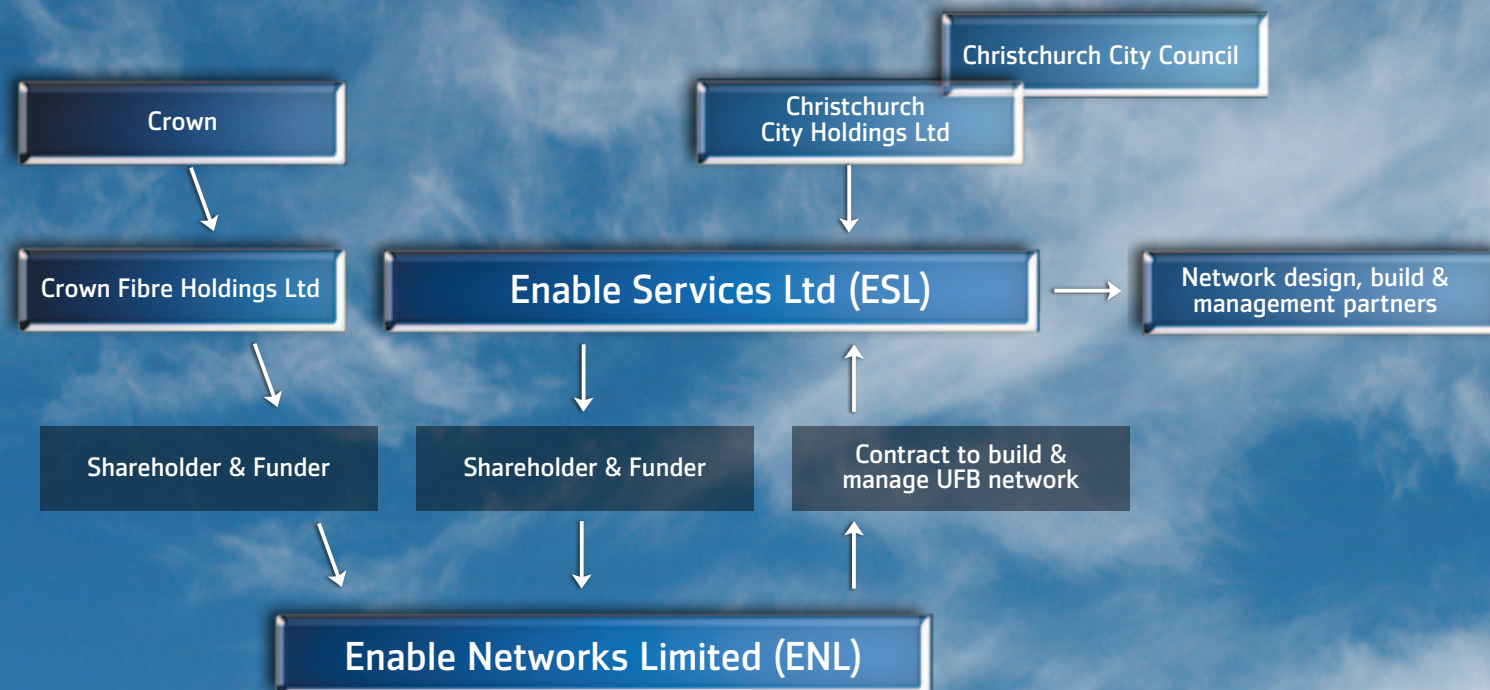 Christchurch City Council
Crown
Christchurch
City Holdings Ltd
Crown Fibre Holdings Ltd
Enable Services Ltd (ESL)
Network design, build &
management partners
Shareholder & Funder
Shareholder & Funder
Contract to build &
manage UFB network
Enable Networks Limited (ENL)